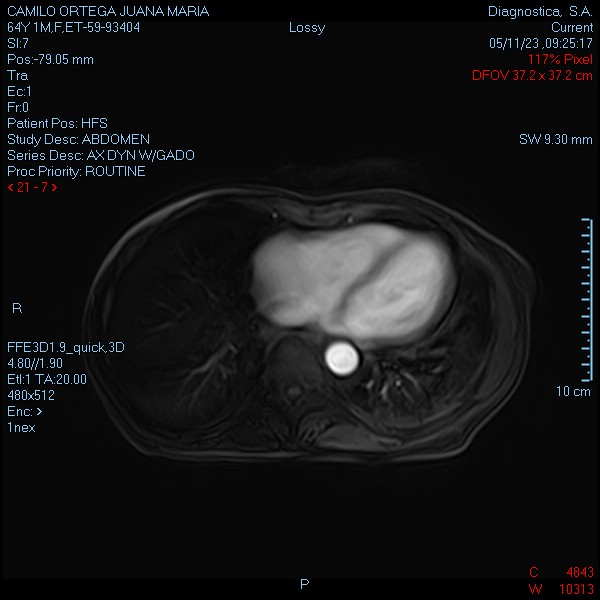 CAMILO ORTEGA JUANA MARIA
64Y 1M,F,ET-59-93404
Sl:7
Pos:-79.05 mm
Tra
Ec:1
Fr:0
Patient Pos: HFS
Study Desc: ABDOMEN
Series Desc: AX DYN W/GADO
Proc Priority: ROUTINE
< 21 - 7 >
Lossy
Diagnostica, S.A.
Current
05/11/23 ,09:25:17
117% Pixel
DFOV 37.2 x 37.2 cm
SW 9.30 mm
R
FFE3D1.9_quick,3D
4.80//1.90
Etl:1 TA:20.00
480x512
Enc: >
1nex
10 cm
P
C 4843
W 10313